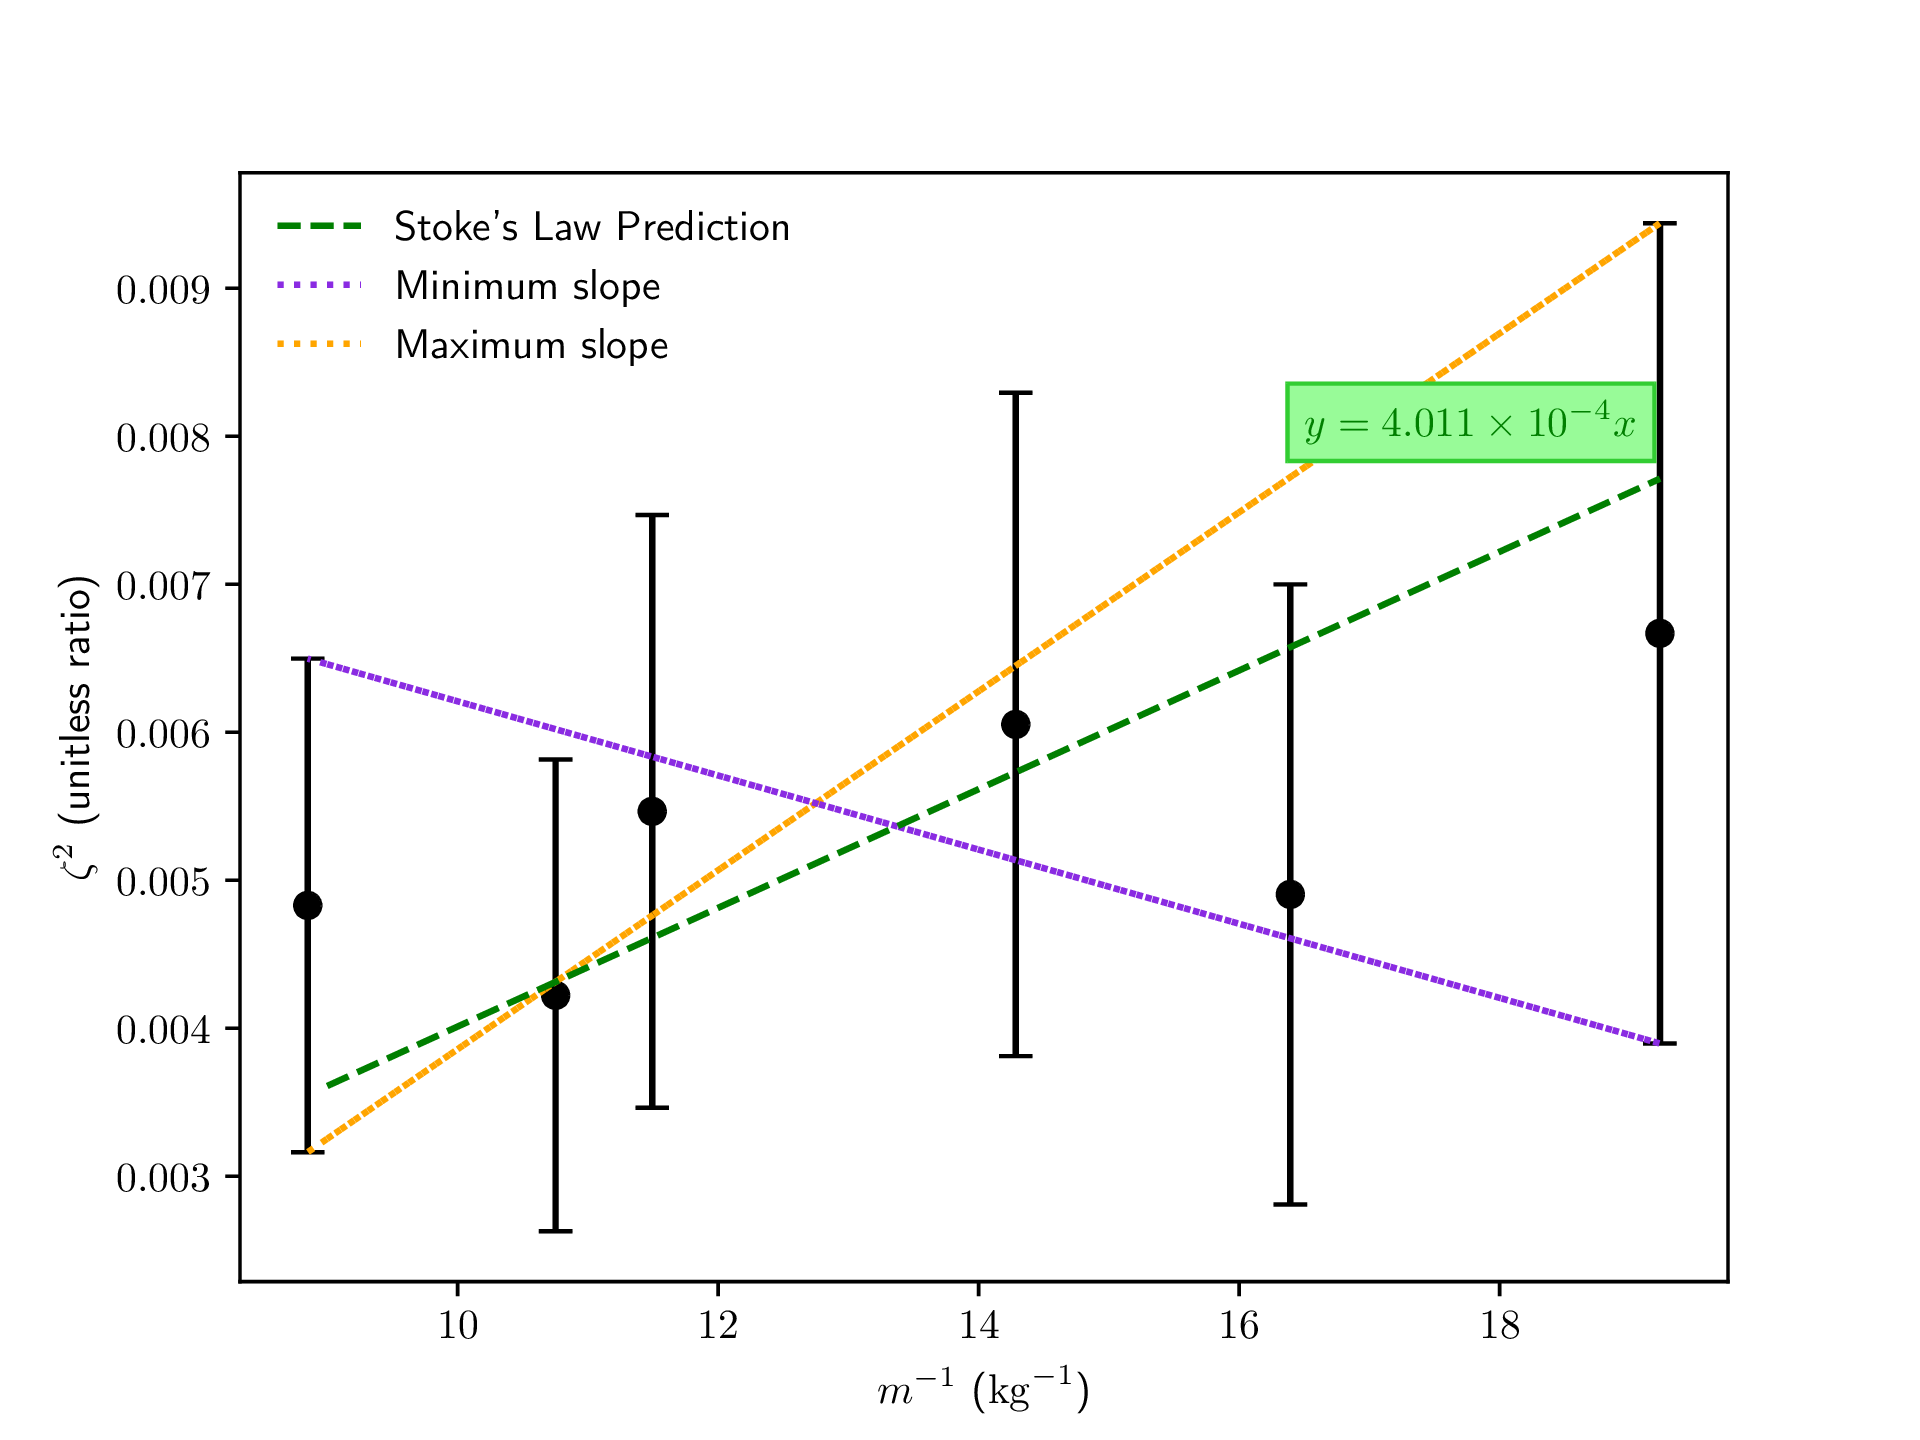 Stoke's Law Prediction
Minimum slope
Maximum slope
y = 4.011 × 10⁻⁴x
0.009
0.008
0.007
0.006
0.005
0.004
0.003
ζ² (unitless ratio)
10 12 14 16 18
m⁻¹ (kg⁻¹)